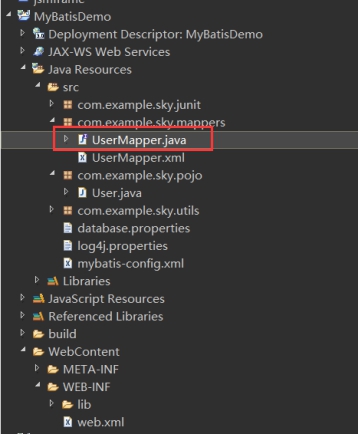 MyBatisDemo
Deployment Descriptor: MyBatisDemo
JAX-WS Web Services
Java Resources
src
com.example.sky.junit
com.example.sky.mappers
UserMapper.java
UserMapper.xml
com.example.sky.pojo
User.java
com.example.sky.utils
database.properties
log4j.properties
mybatis-config.xml
Libraries
JavaScript Resources
Referenced Libraries
build
WebContent
META-INF
WEB-INF
lib
web.xml